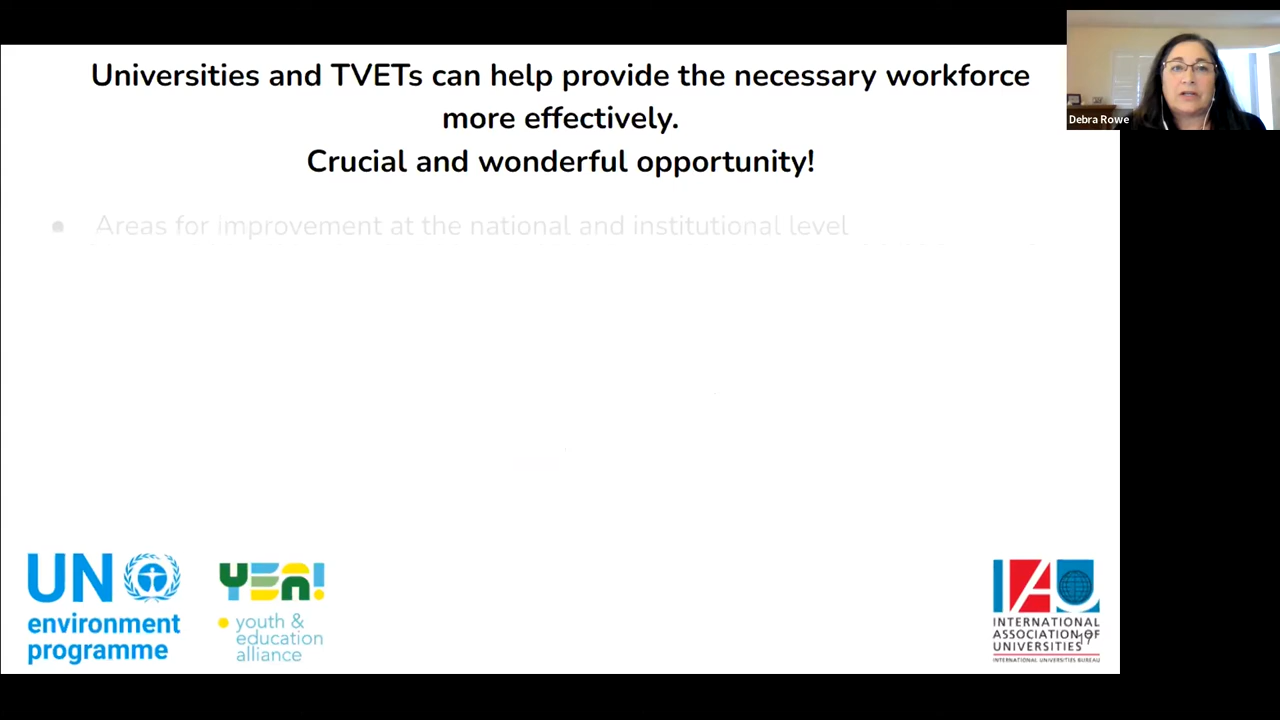 Universities and TVETs can help provide the necessary workforce
more effectively.
Crucial and wonderful opportunity!
Debra Rowe
● Areas for improvement at the national and institutional level
UN
environment
programme
YEA!
youth &
education
alliance
IAU
INTERNATIONAL
ASSOCIATION OF
UNIVERSITIES
INTERNATIONAL UNIVERSITIES BUREAU